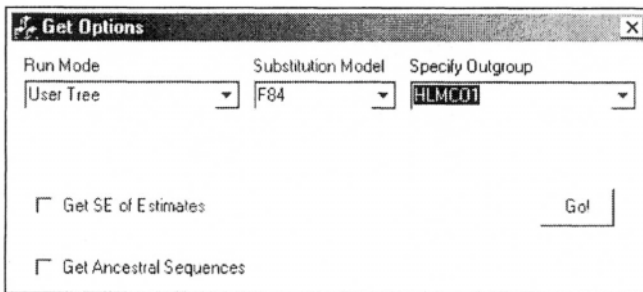 Get Options
Run Mode
Substitution Model
Specify Outgroup
User Tree
F84
HLMCO1
Get SE of Estimates
Go!
Get Ancestral Sequences